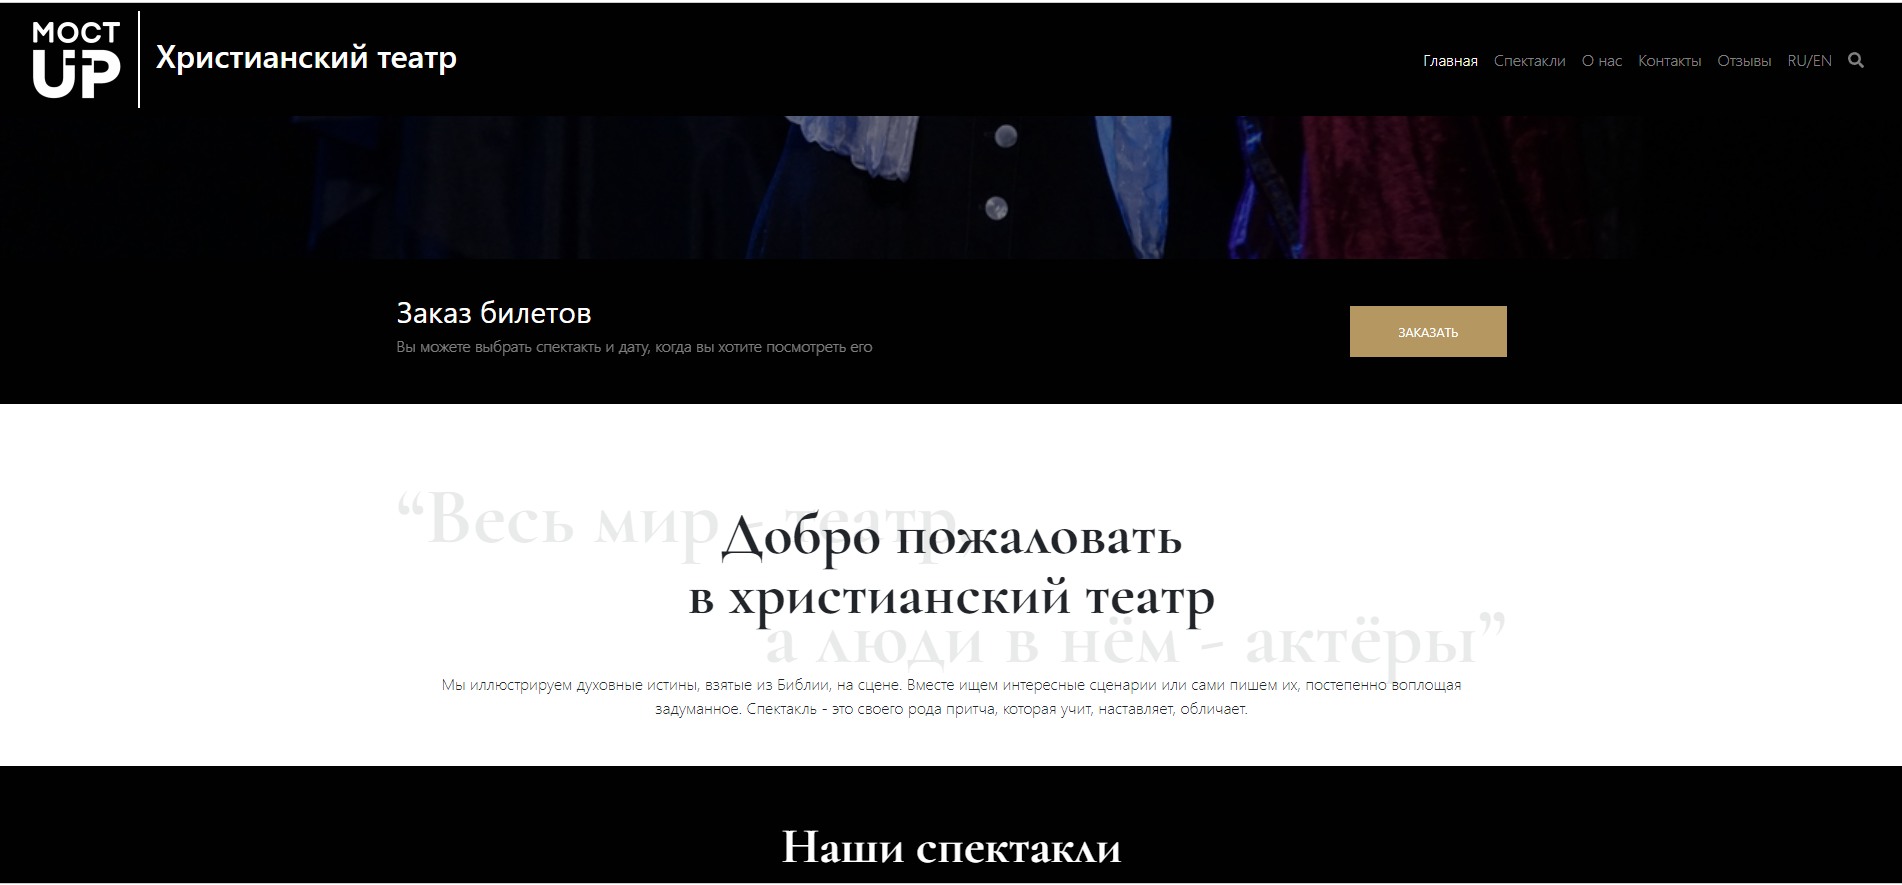 МОСТ
UP
Христианский театр
Главная Спектакли О нас Контакты Отзывы RU/EN
Заказ билетов
Вы можете выбрать спектакть и дату, когда вы хотите посмотреть его
ЗАКАЗАТЬ
“Весь мир - театр
Добро пожаловать
в христианский театр
а люди в нём - актёры”
Мы иллюстрируем духовные истины, взятые из Библии, на сцене. Вместе ищем интересные сценарии или сами пишем их, постепенно воплощая
задуманное. Спектакль - это своего рода притча, которая учит, наставляет, обличает.
Наши спектакли